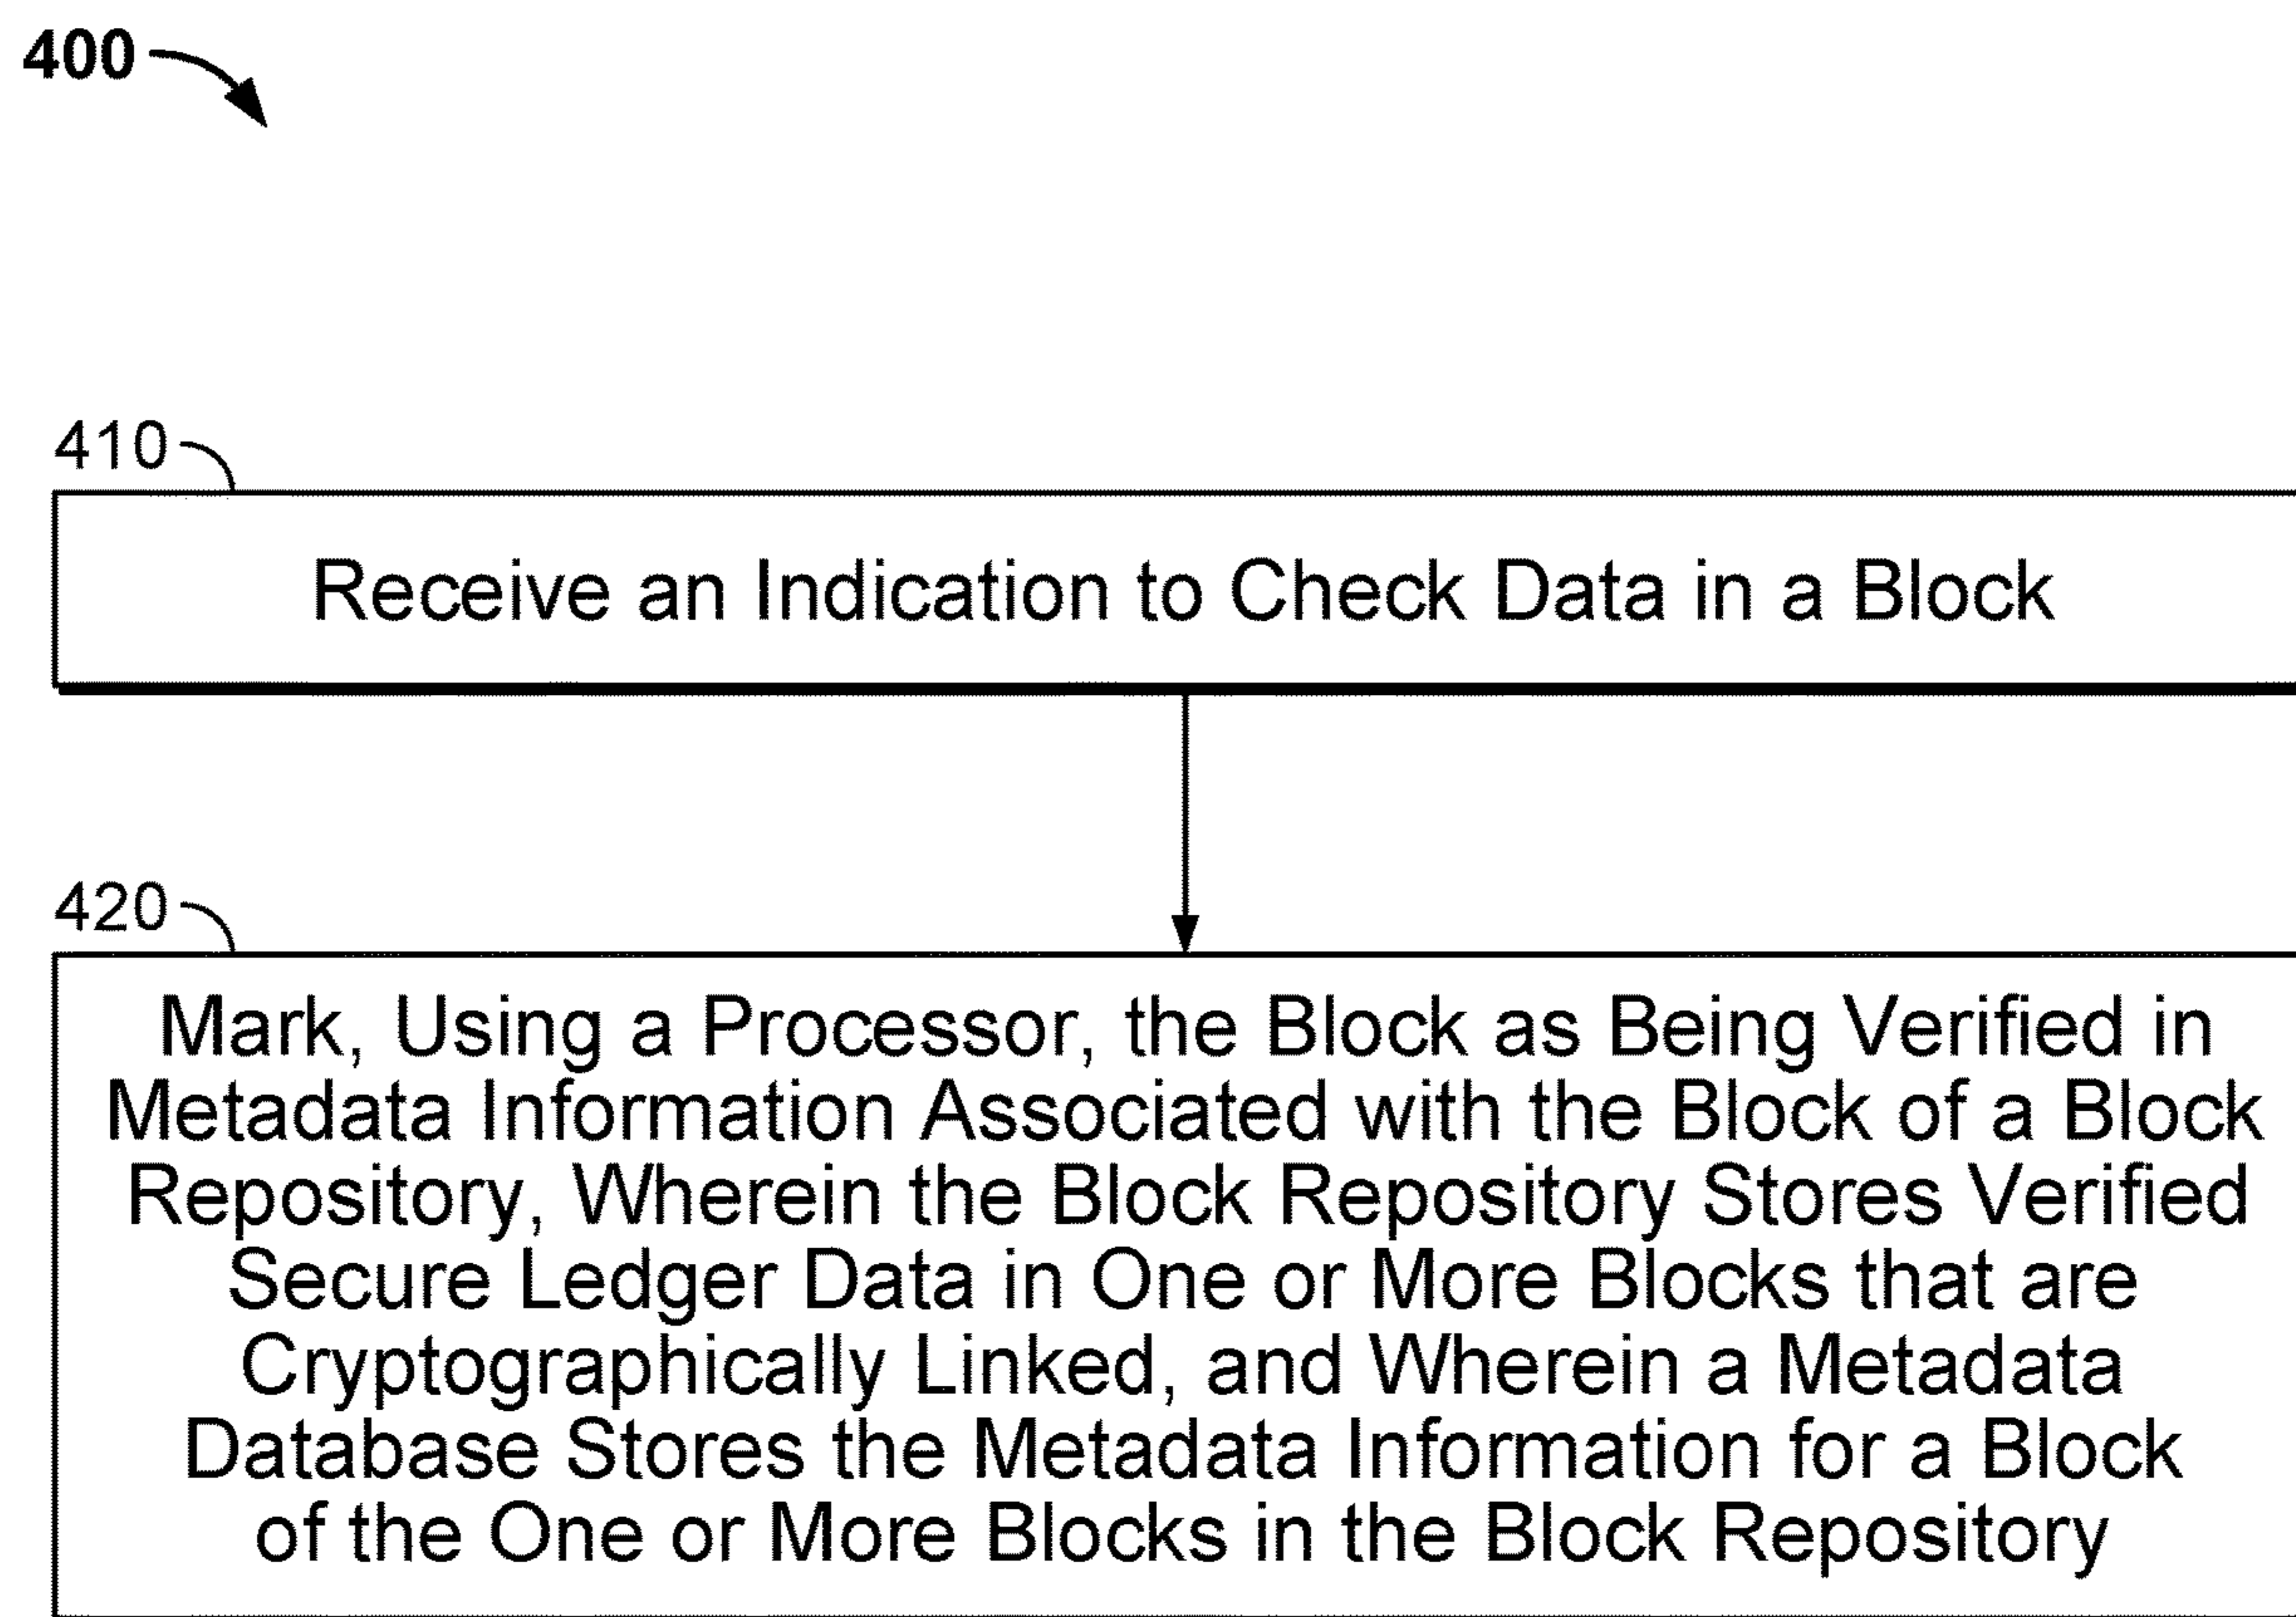 400
410
Receive an Indication to Check Data in a Block
420
Mark, Using a Processor, the Block as Being Verified in
Metadata Information Associated with the Block of a Block
Repository, Wherein the Block Repository Stores Verified
Secure Ledger Data in One or More Blocks that are
Cryptographically Linked, and Wherein a Metadata
Database Stores the Metadata Information for a Block
of the One or More Blocks in the Block Repository